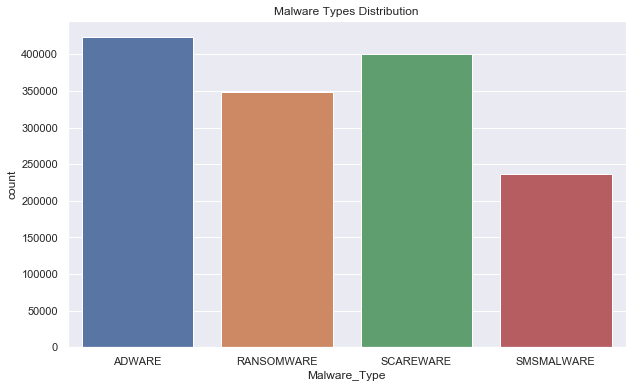 Malware Types Distribution
400000
350000
300000
250000
200000
150000
100000
50000
0
count
ADWARE RANSOMWARE SCAREWARE SMSMALWARE
Malware_Type